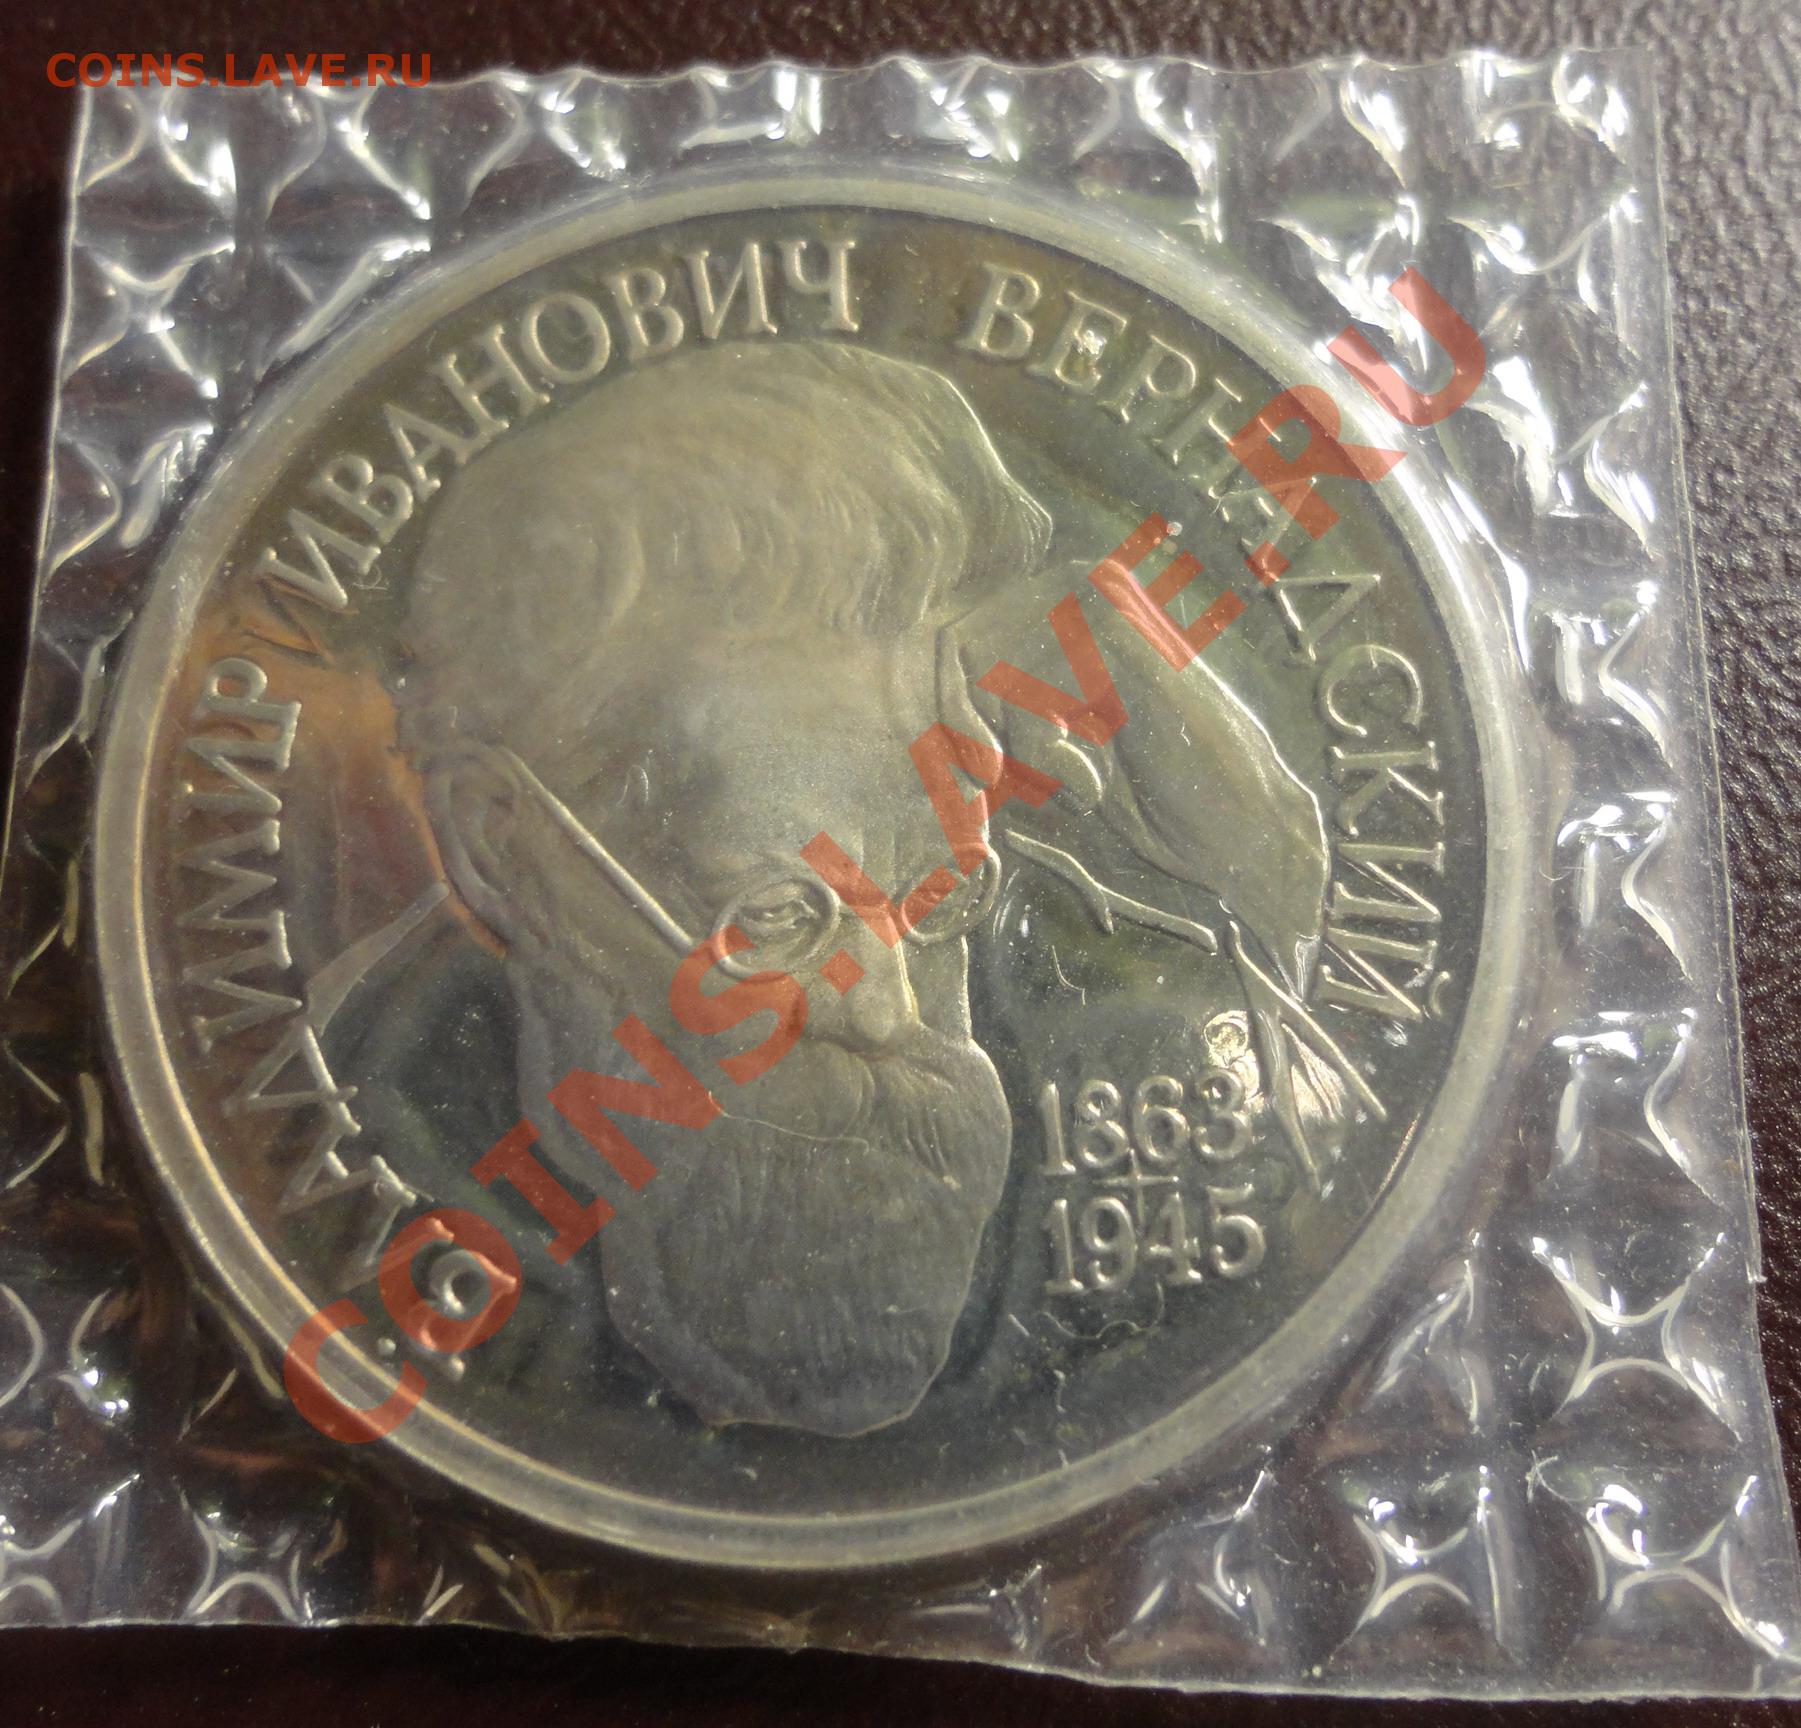 COINS.LAVE.RU
ВЛАДИМИР ИВАНОВИЧ ВЕРНАДСКИЙ
1863
1945
COINS.LAVE.RU